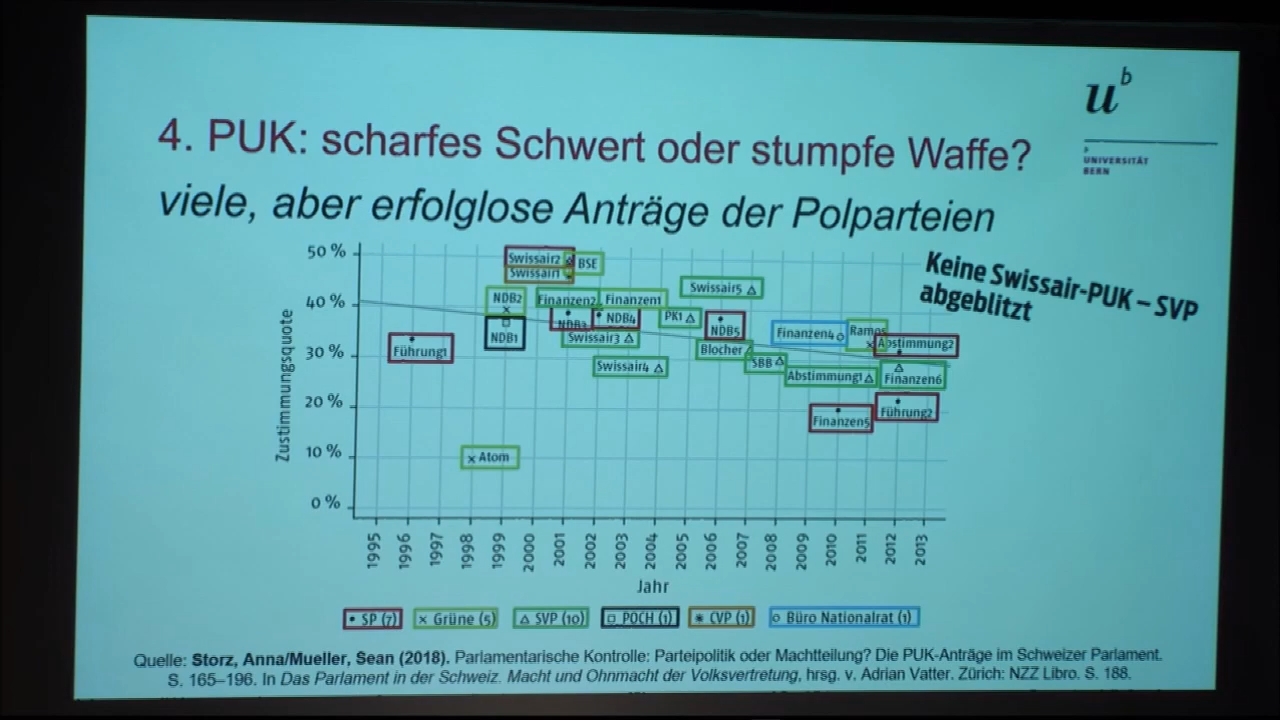 u^b
UNIVERSITÄT
BERN
4. PUK: scharfes Schwert oder stumpfe Waffe?
viele, aber erfolglose Anträge der Polparteien
Keine Swissair-PUK – SVP
abgeblitzt
Zustimmungsquote
50 %
40 %
30 %
20 %
10 %
0 %
Swissair2
BSE
Swissair1
Swissair5
NDB2
Finanzen2
Finanzen1
NDB3
NDB4
PK1
NDB5
Finanzen4
Ramos
Abstimmung2
NDB1
Führung1
Swissair3
Blocher
SBB
Swissair4
Abstimmung1
Finanzen6
Finanzen5
Führung2
Atom
1995
1996
1997
1998
1999
2000
2001
2002
2003
2004
2005
2006
2007
2008
2009
2010
2011
2012
2013
Jahr
SP (7)
Grüne (5)
SVP (10)
POCH (1)
CVP (1)
Büro Nationalrat (1)
Quelle: Storz, Anna/Mueller, Sean (2018). Parlamentarische Kontrolle: Parteipolitik oder Machtteilung? Die PUK-Anträge im Schweizer Parlament.
S. 165–196. In Das Parlament in der Schweiz. Macht und Ohnmacht der Volksvertretung, hrsg. v. Adrian Vatter. Zürich: NZZ Libro. S. 188.